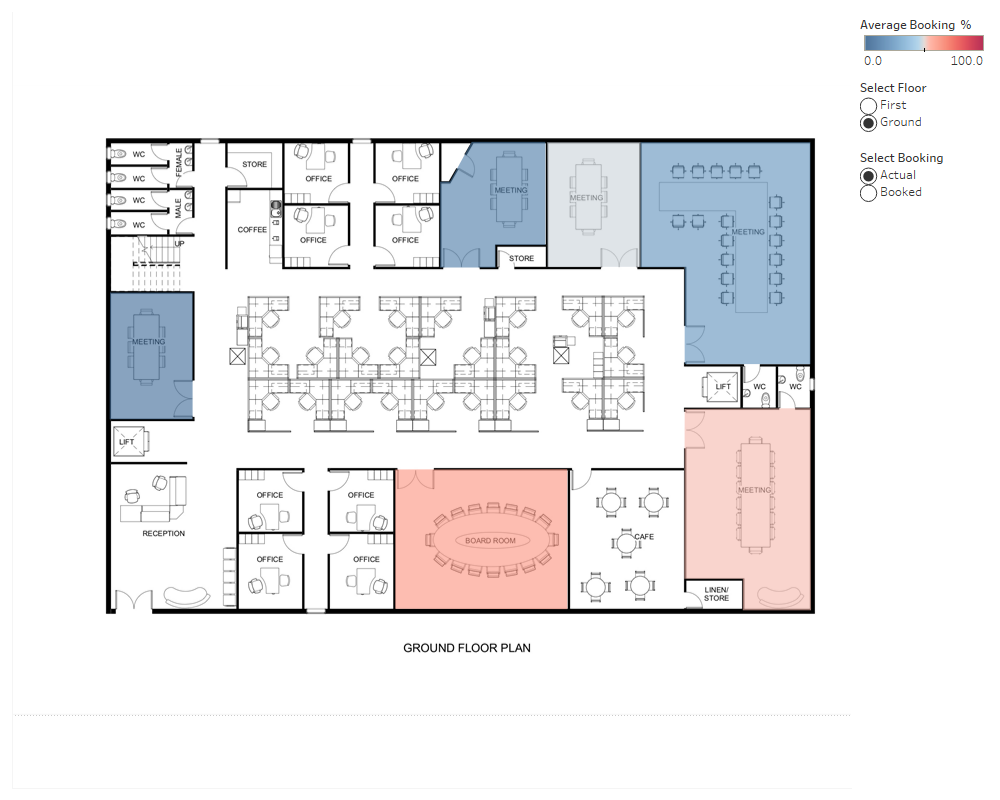 Average Booking %
0.0 100.0
Select Floor
First
Ground
Select Booking
Actual
Booked
WC
FEMALE
WC
WC
MALE
WC
STORE
OFFICE
OFFICE
COFFEE
OFFICE
OFFICE
UP
MEETING
MEETING
MEETING
STORE
MEETING
LIFT
WC
WC
LIFT
MEETING
RECEPTION
OFFICE
OFFICE
OFFICE
OFFICE
BOARD ROOM
CAFE
LINEN/
STORE
GROUND FLOOR PLAN